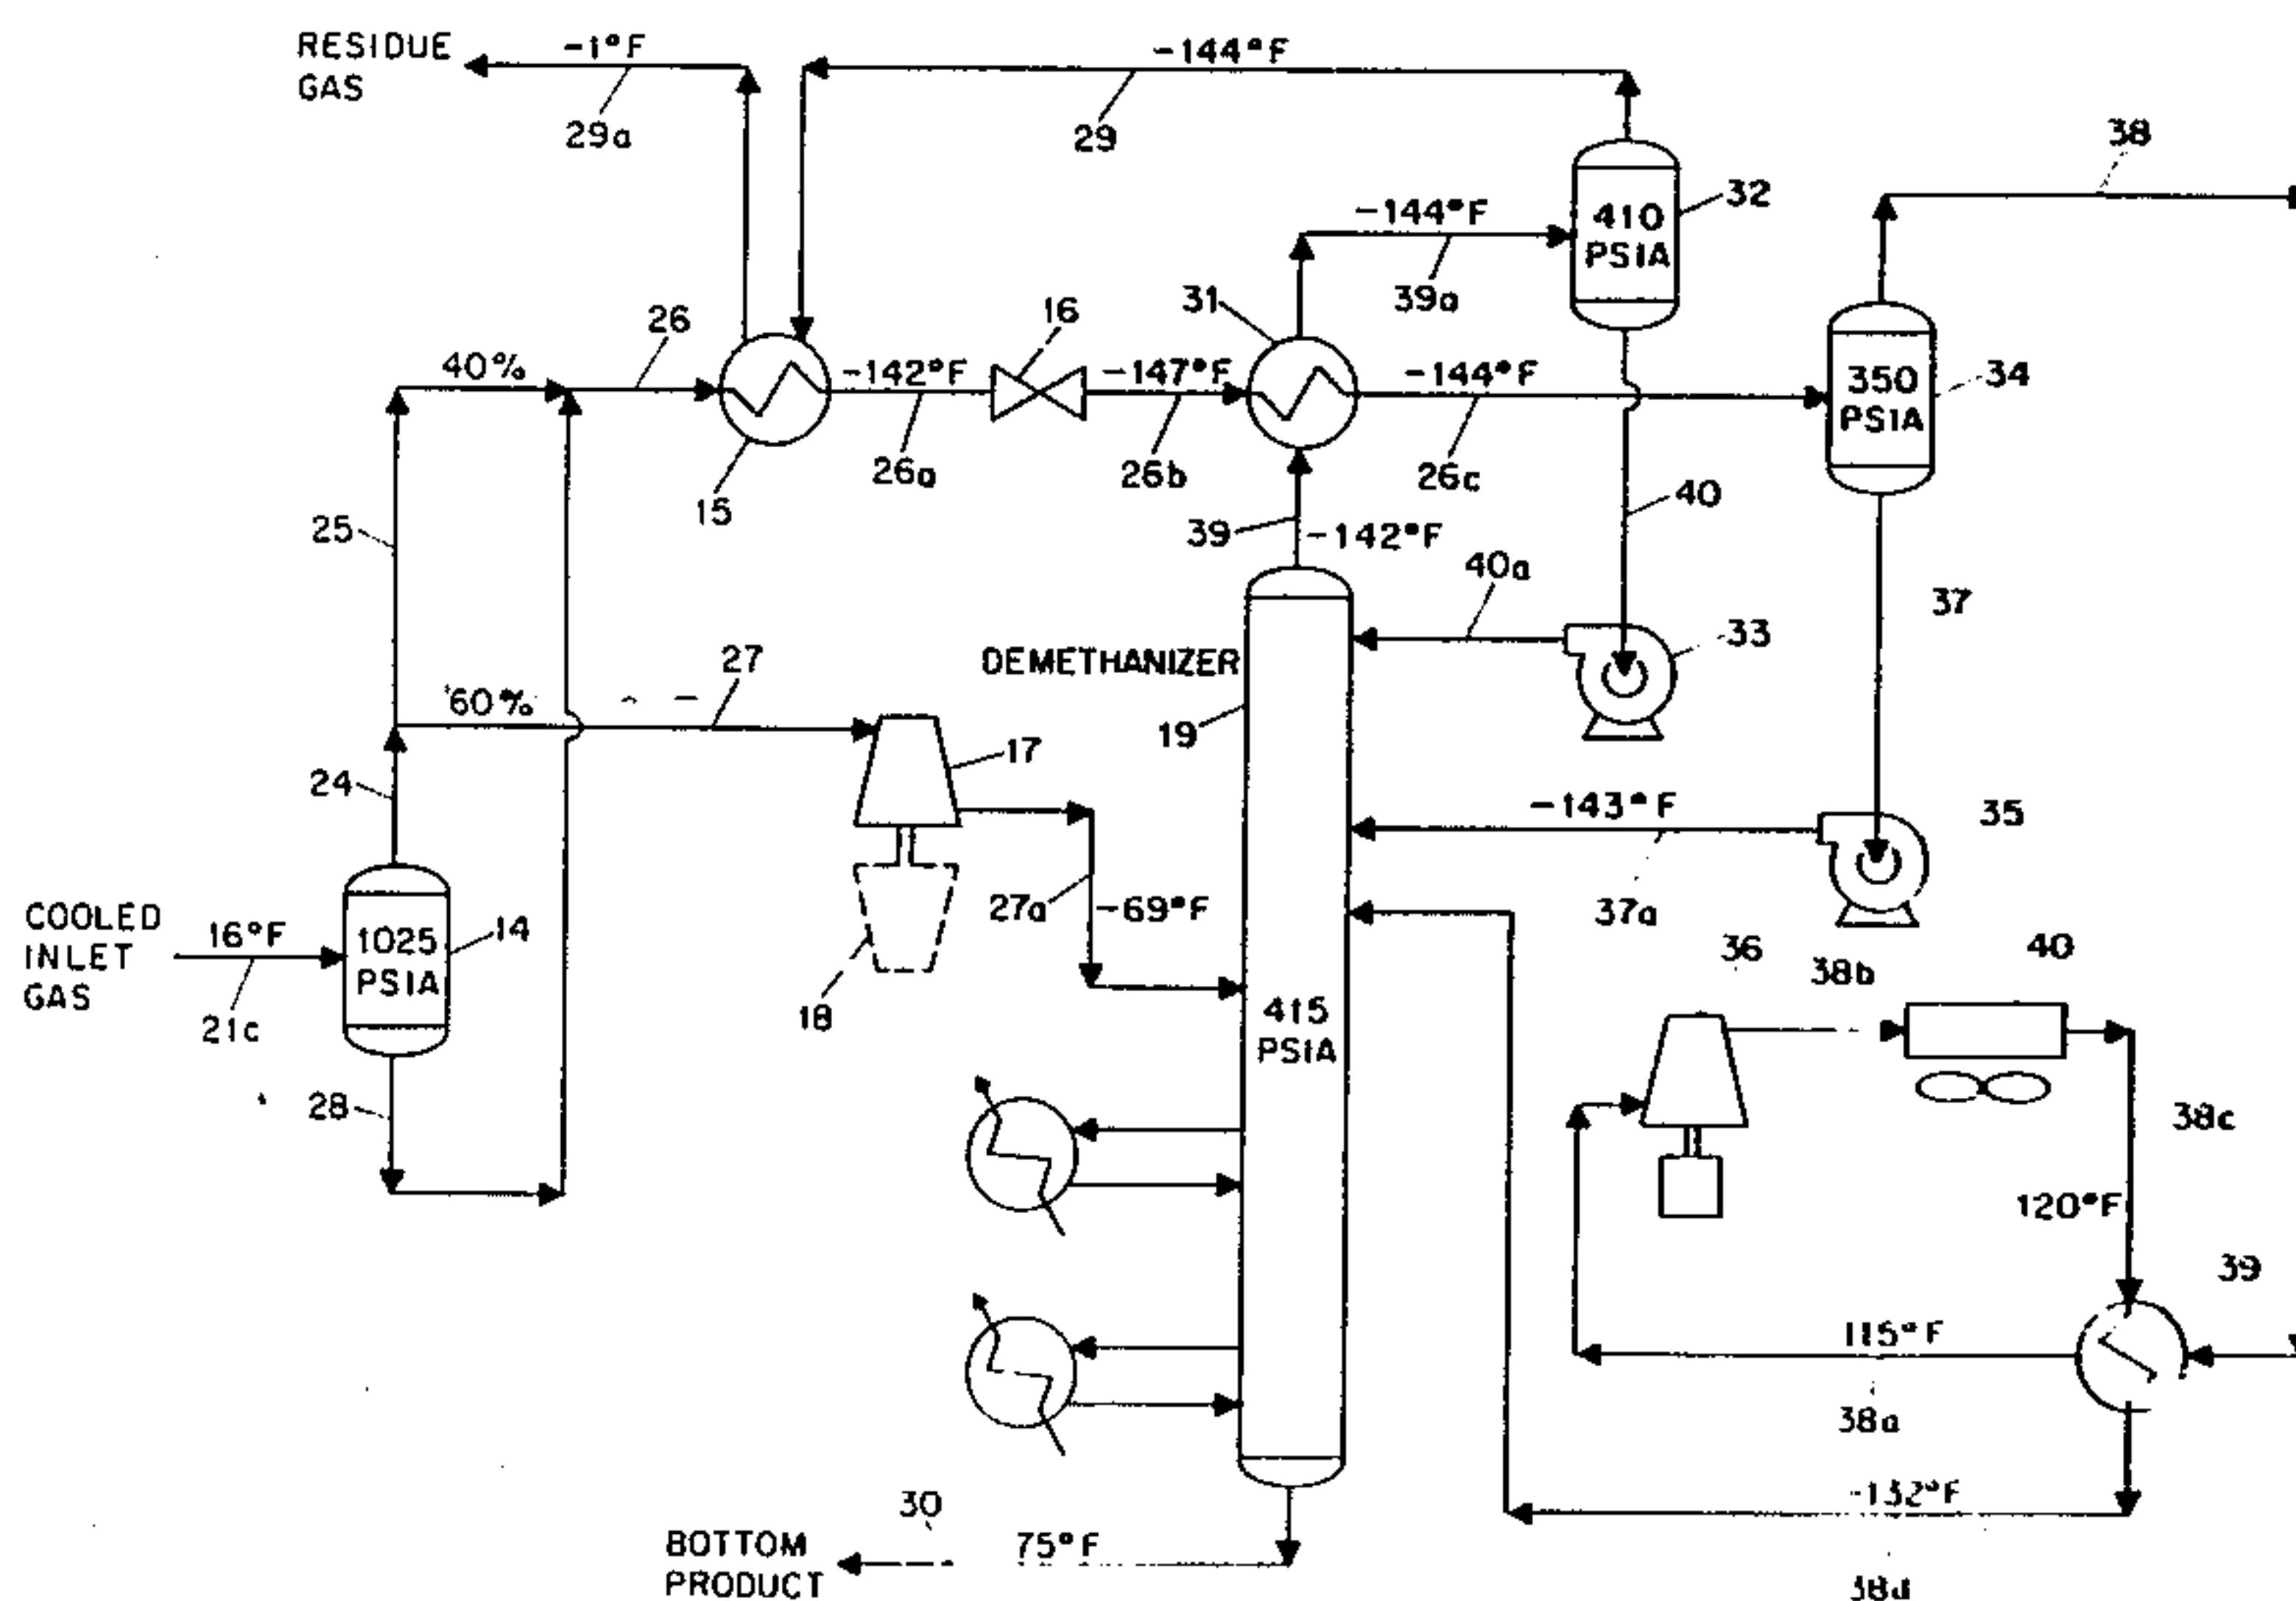 RESIDUE
GAS
-1°F
29a
-144°F
29
38
32
410
PSIA
-144°F
39a
31
16
26
40%
-142°F
-147°F
-144°F
350
PSIA
34
15
26a
26b
26c
25
39
-142°F
40
40a
37
33
DEMETHANIZER
19
27
60%
17
24
-143°F
35
37a
COOLED
INLET
GAS
16°F
21c
1025
PSIA
14
27a
-69°F
18
36
38b
40
415
PSIA
28
38c
120°F
39
115°F
38a
-132°F
30
75°F
BOTTOM
PRODUCT
38d